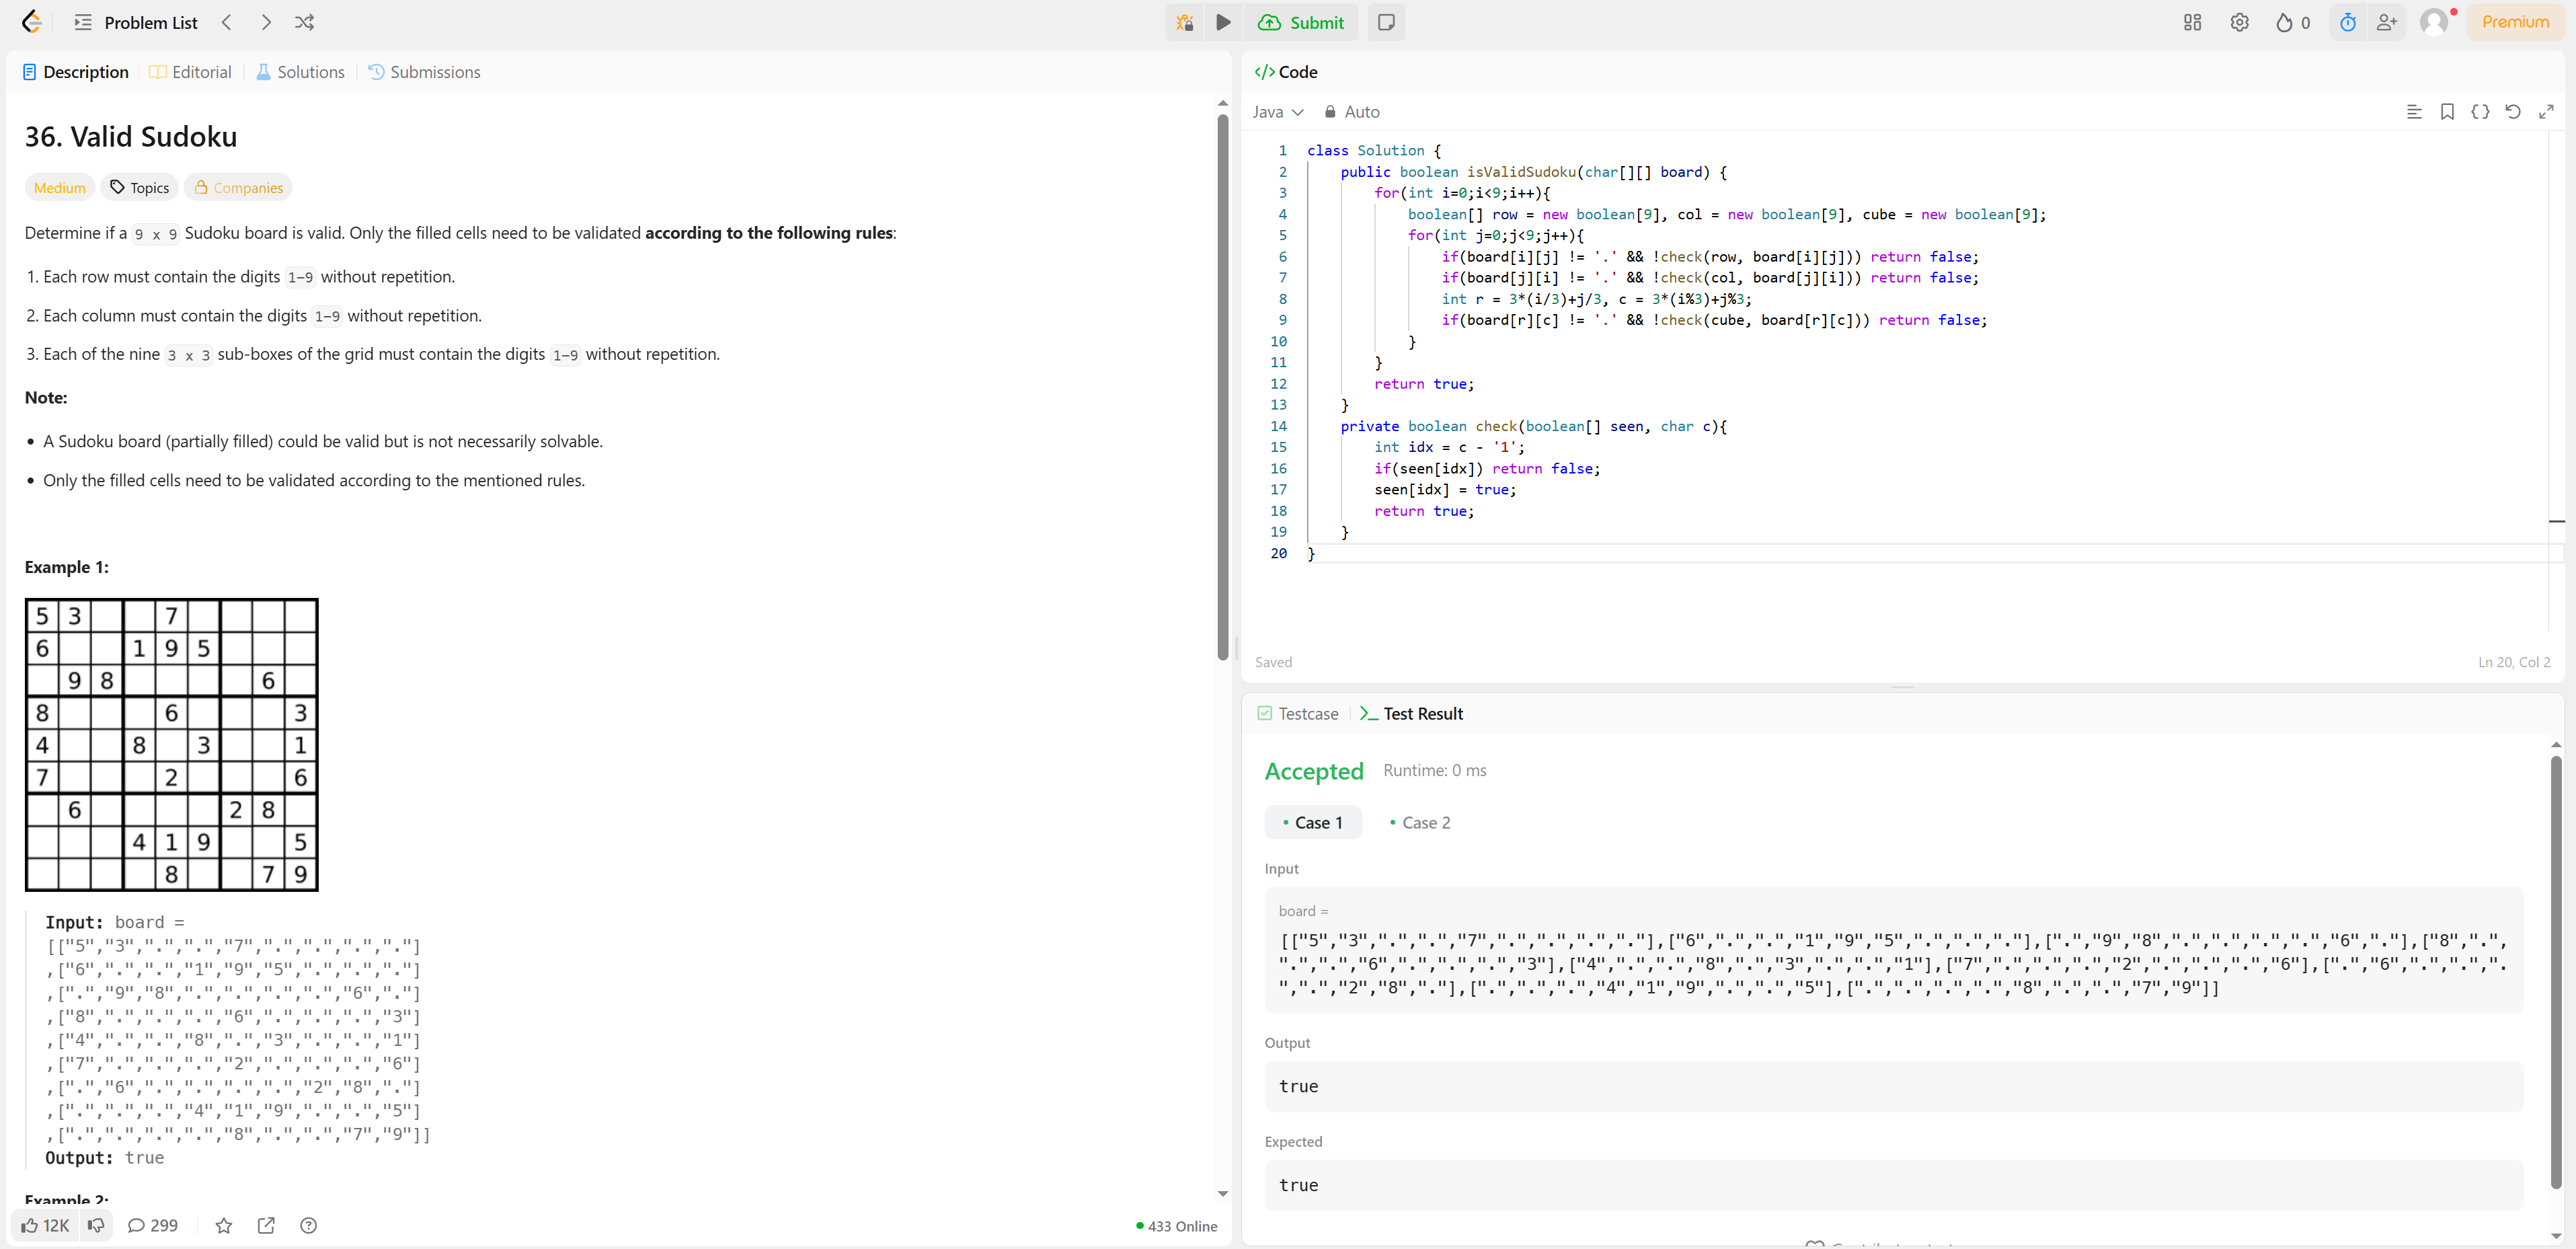 Problem List
Submit
0
Premium
Description
Editorial
Solutions
Submissions
36. Valid Sudoku
Medium
Topics
Companies
Determine if a 9 x 9 Sudoku board is valid. Only the filled cells need to be validated according to the following rules:
1. Each row must contain the digits 1-9 without repetition.
2. Each column must contain the digits 1-9 without repetition.
3. Each of the nine 3 x 3 sub-boxes of the grid must contain the digits 1-9 without repetition.
Note:
• A Sudoku board (partially filled) could be valid but is not necessarily solvable.
• Only the filled cells need to be validated according to the mentioned rules.
Example 1:
5 3 7
6 1 9 5
9 8 6
8 6 3
4 8 3 1
7 2 6
6 2 8
4 1 9 5
8 7 9
Input: board =
[["5","3",".",".","7",".",".",".","."]
,["6",".",".","1","9","5",".",".","."]
,[".","9","8",".",".",".",".","6","."]
,["8",".",".",".","6",".",".",".","3"]
,["4",".",".","8",".","3",".",".","1"]
,["7",".",".",".","2",".",".",".","6"]
,[".","6",".",".",".",".","2","8","."]
,[".",".",".","4","1","9",".",".","5"]
,[".",".",".",".","8",".",".","7","9"]]
Output: true
Example 2:
12K
299
433 Online
</> Code
Java
Auto
1 class Solution {
2 public boolean isValidSudoku(char[][] board) {
3 for(int i=0;i<9;i++){
4 boolean[] row = new boolean[9], col = new boolean[9], cube = new boolean[9];
5 for(int j=0;j<9;j++){
6 if(board[i][j] != '.' && !check(row, board[i][j])) return false;
7 if(board[j][i] != '.' && !check(col, board[j][i])) return false;
8 int r = 3*(i/3)+j/3, c = 3*(i%3)+j%3;
9 if(board[r][c] != '.' && !check(cube, board[r][c])) return false;
10 }
11 }
12 return true;
13 }
14 private boolean check(boolean[] seen, char c){
15 int idx = c - '1';
16 if(seen[idx]) return false;
17 seen[idx] = true;
18 return true;
19 }
20 }
Saved
Ln 20, Col 2
Testcase
Test Result
Accepted
Runtime: 0 ms
• Case 1
• Case 2
Input
board =
[["5","3",".",".","7",".",".",".","."],["6",".",".","1","9","5",".",".","."],[".","9","8",".",".",".",".","6","."],["8",".",
".",".","6",".",".",".","3"],["4",".",".","8",".","3",".",".","1"],["7",".",".",".","2",".",".",".","6"],[".","6",".",".",".
",".","2","8","."],[".",".",".","4","1","9",".",".","5"],[".",".",".",".","8",".",".","7","9"]]
Output
true
Expected
true